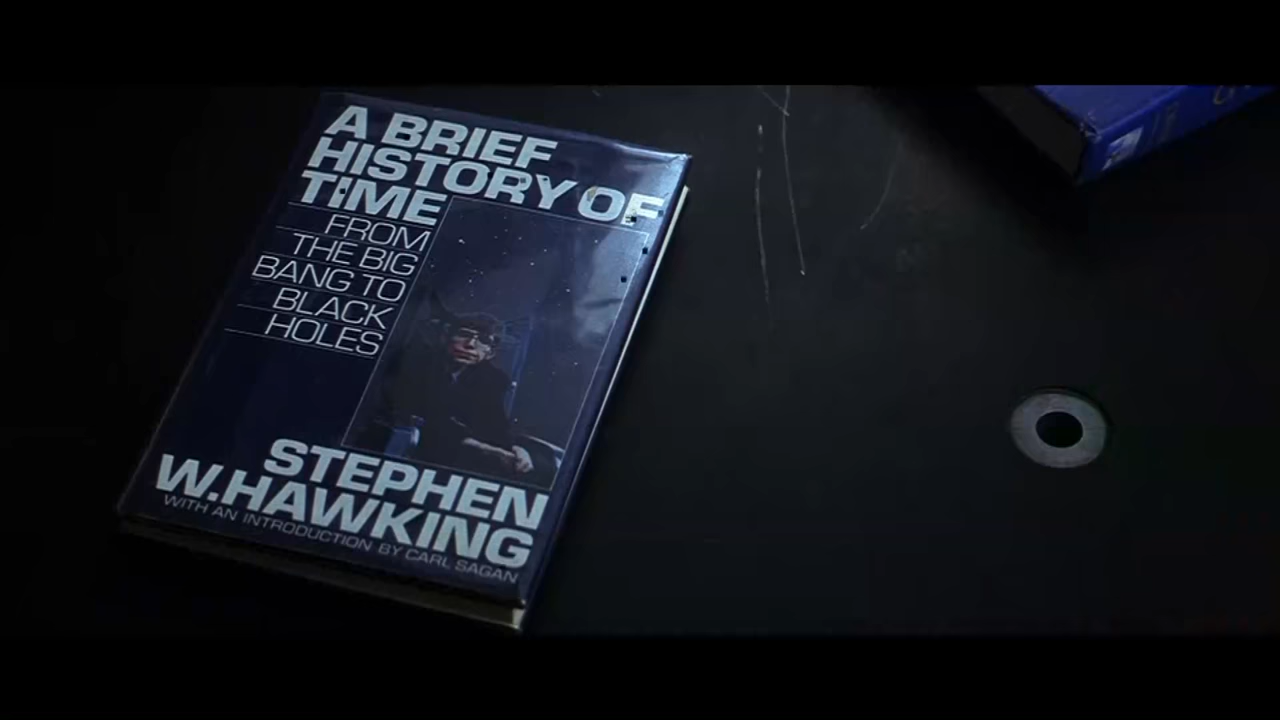 A BRIEF
HISTORY OF
TIME
FROM
THE BIG
BANG TO
BLACK
HOLES
STEPHEN
W.HAWKING
WITH AN INTRODUCTION BY CARL SAGAN